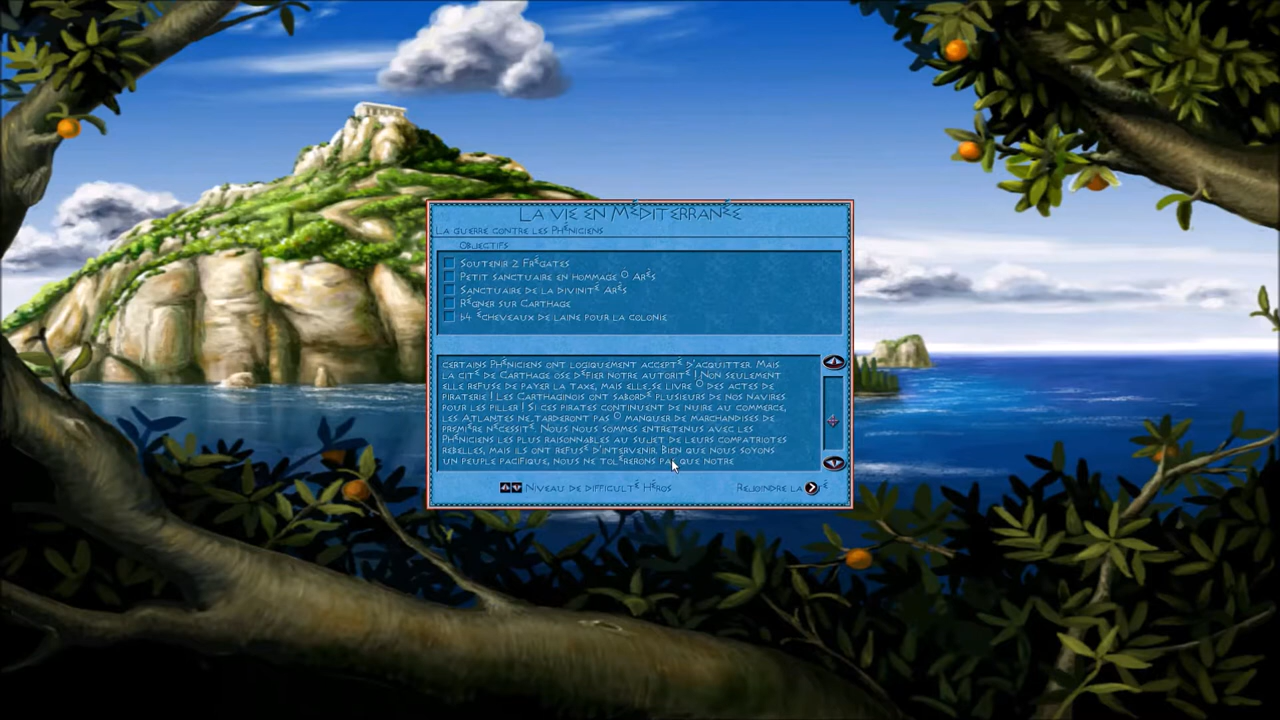 La vie en Méditerranée
La guerre contre les Phéniciens
Objectifs
Soutenir 2 Frégates
Petit sanctuaire en hommage Ô Arès
Sanctuaire de la divinité Arès
Régner sur Carthage
64 écheveaux de laine pour la colonie
certains Phéniciens ont logiquement accepté d'acquitter. Mais
la cité de Carthage ose défier notre autorité ! Non seulement
elle refuse de payer la taxe, mais elle se livre Ô des actes de
piraterie ! Les Carthaginois ont sabordé plusieurs de nos navires
pour les piller ! Si ces pirates continuent de nuire au commerce,
les Atlantes ne tarderont pas Ô manquer de marchandises de
première nécessité. Nous nous sommes entretenus avec les
Phéniciens les plus raisonnables au sujet de leurs compatriotes
rebelles, mais ils ont refusé d'intervenir. Bien que nous soyons
un peuple pacifique, nous ne tolérerons pas que notre
Niveau de difficulté Héros
Rejoindre la